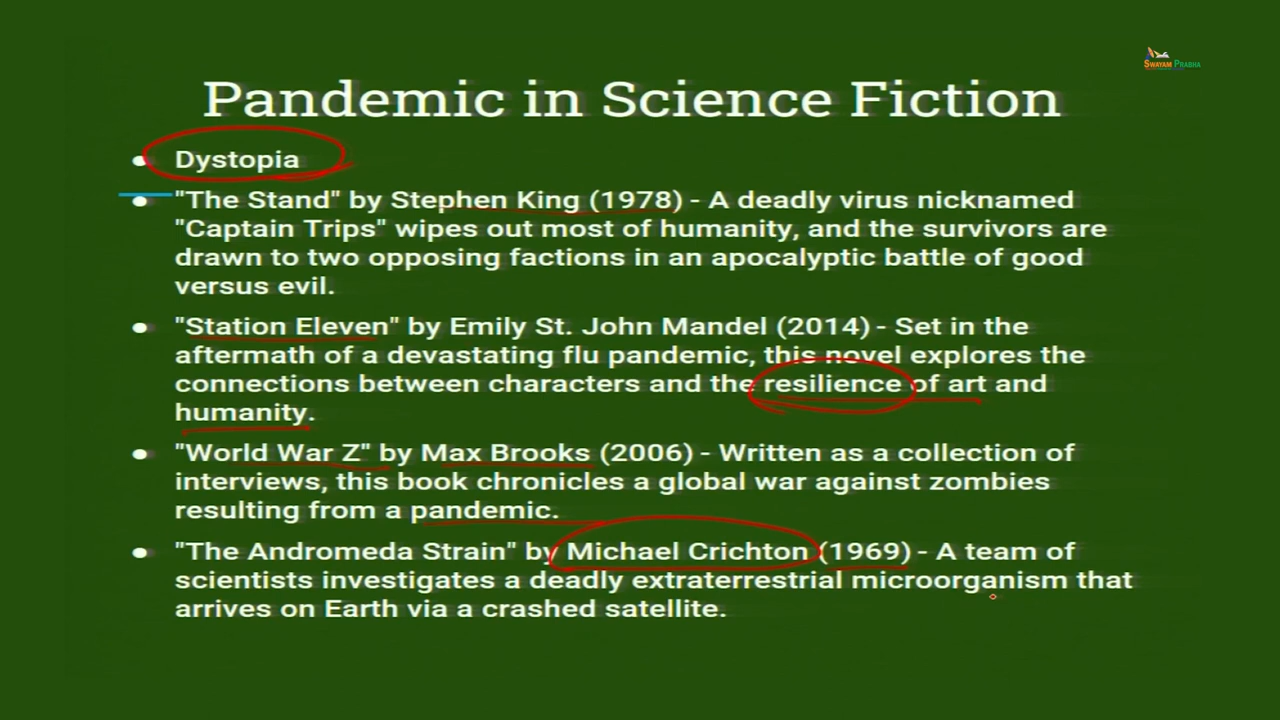 SWAYAM PRABHA
Pandemic in Science Fiction
• Dystopia
• "The Stand" by Stephen King (1978) - A deadly virus nicknamed
"Captain Trips" wipes out most of humanity, and the survivors are
drawn to two opposing factions in an apocalyptic battle of good
versus evil.
• "Station Eleven" by Emily St. John Mandel (2014) - Set in the
aftermath of a devastating flu pandemic, this novel explores the
connections between characters and the resilience of art and
humanity.
• "World War Z" by Max Brooks (2006) - Written as a collection of
interviews, this book chronicles a global war against zombies
resulting from a pandemic.
• "The Andromeda Strain" by Michael Crichton (1969) - A team of
scientists investigates a deadly extraterrestrial microorganism that
arrives on Earth via a crashed satellite.